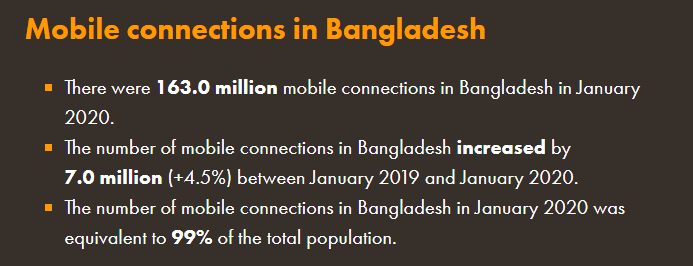 Mobile connections in Bangladesh
There were 163.0 million mobile connections in Bangladesh in January
2020.
The number of mobile connections in Bangladesh increased by
7.0 million (+4.5%) between January 2019 and January 2020.
The number of mobile connections in Bangladesh in January 2020 was
equivalent to 99% of the total population.